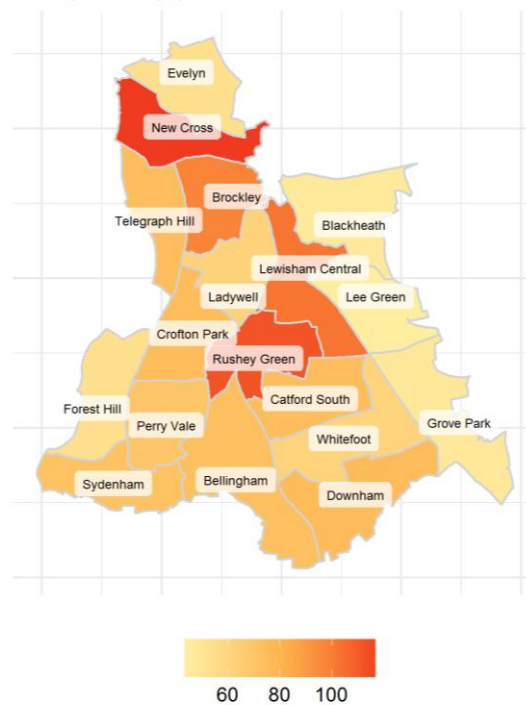 Evelyn
New Cross
Brockley
Telegraph Hill
Blackheath
Lewisham Central
Ladywell
Lee Green
Crofton Park
Rushey Green
Catford South
Forest Hill
Grove Park
Perry Vale
Whitefoot
Sydenham
Bellingham
Downham
60 80 100